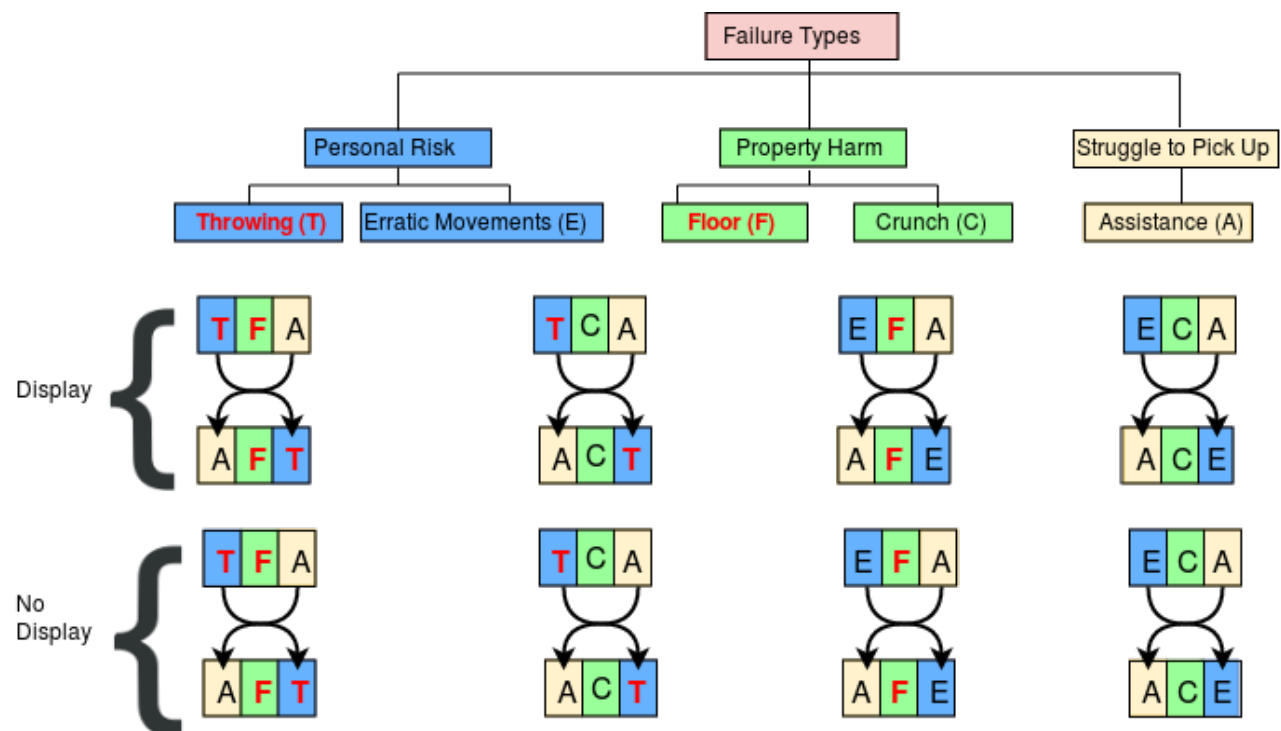 Failure Types
Personal Risk
Property Harm
Struggle to Pick Up
Throwing (T)
Erratic Movements (E)
Floor (F)
Crunch (C)
Assistance (A)
Display
T F A
T C A
E F A
E C A
A F T
A C T
A F E
A C E
No
Display
T F A
T C A
E F A
E C A
A F T
A C T
A F E
A C E